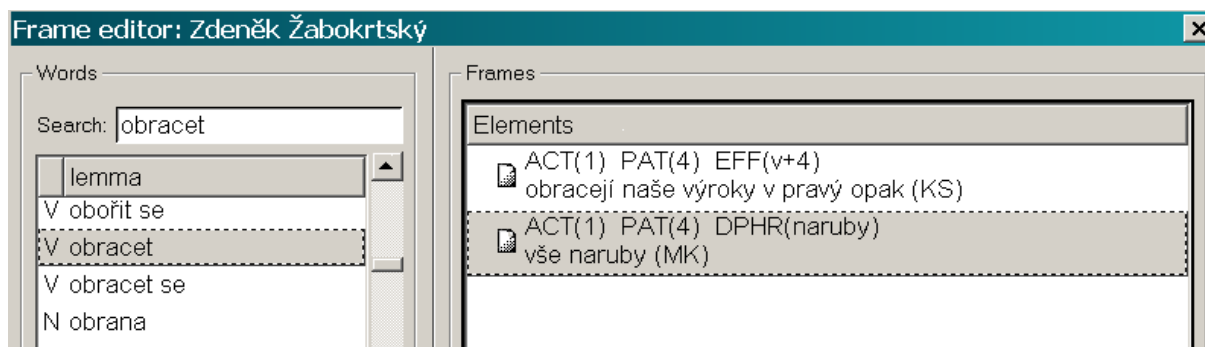 Frame editor: Zdeněk Žabokrtský
Words
Search: obracet
lemma
V obořit se
V obracet
V obracet se
N obrana
Frames
Elements
ACT(1) PAT(4) EFF(v+4)
obracejí naše výroky v pravý opak (KS)
ACT(1) PAT(4) DPHR(naruby)
vše naruby (MK)